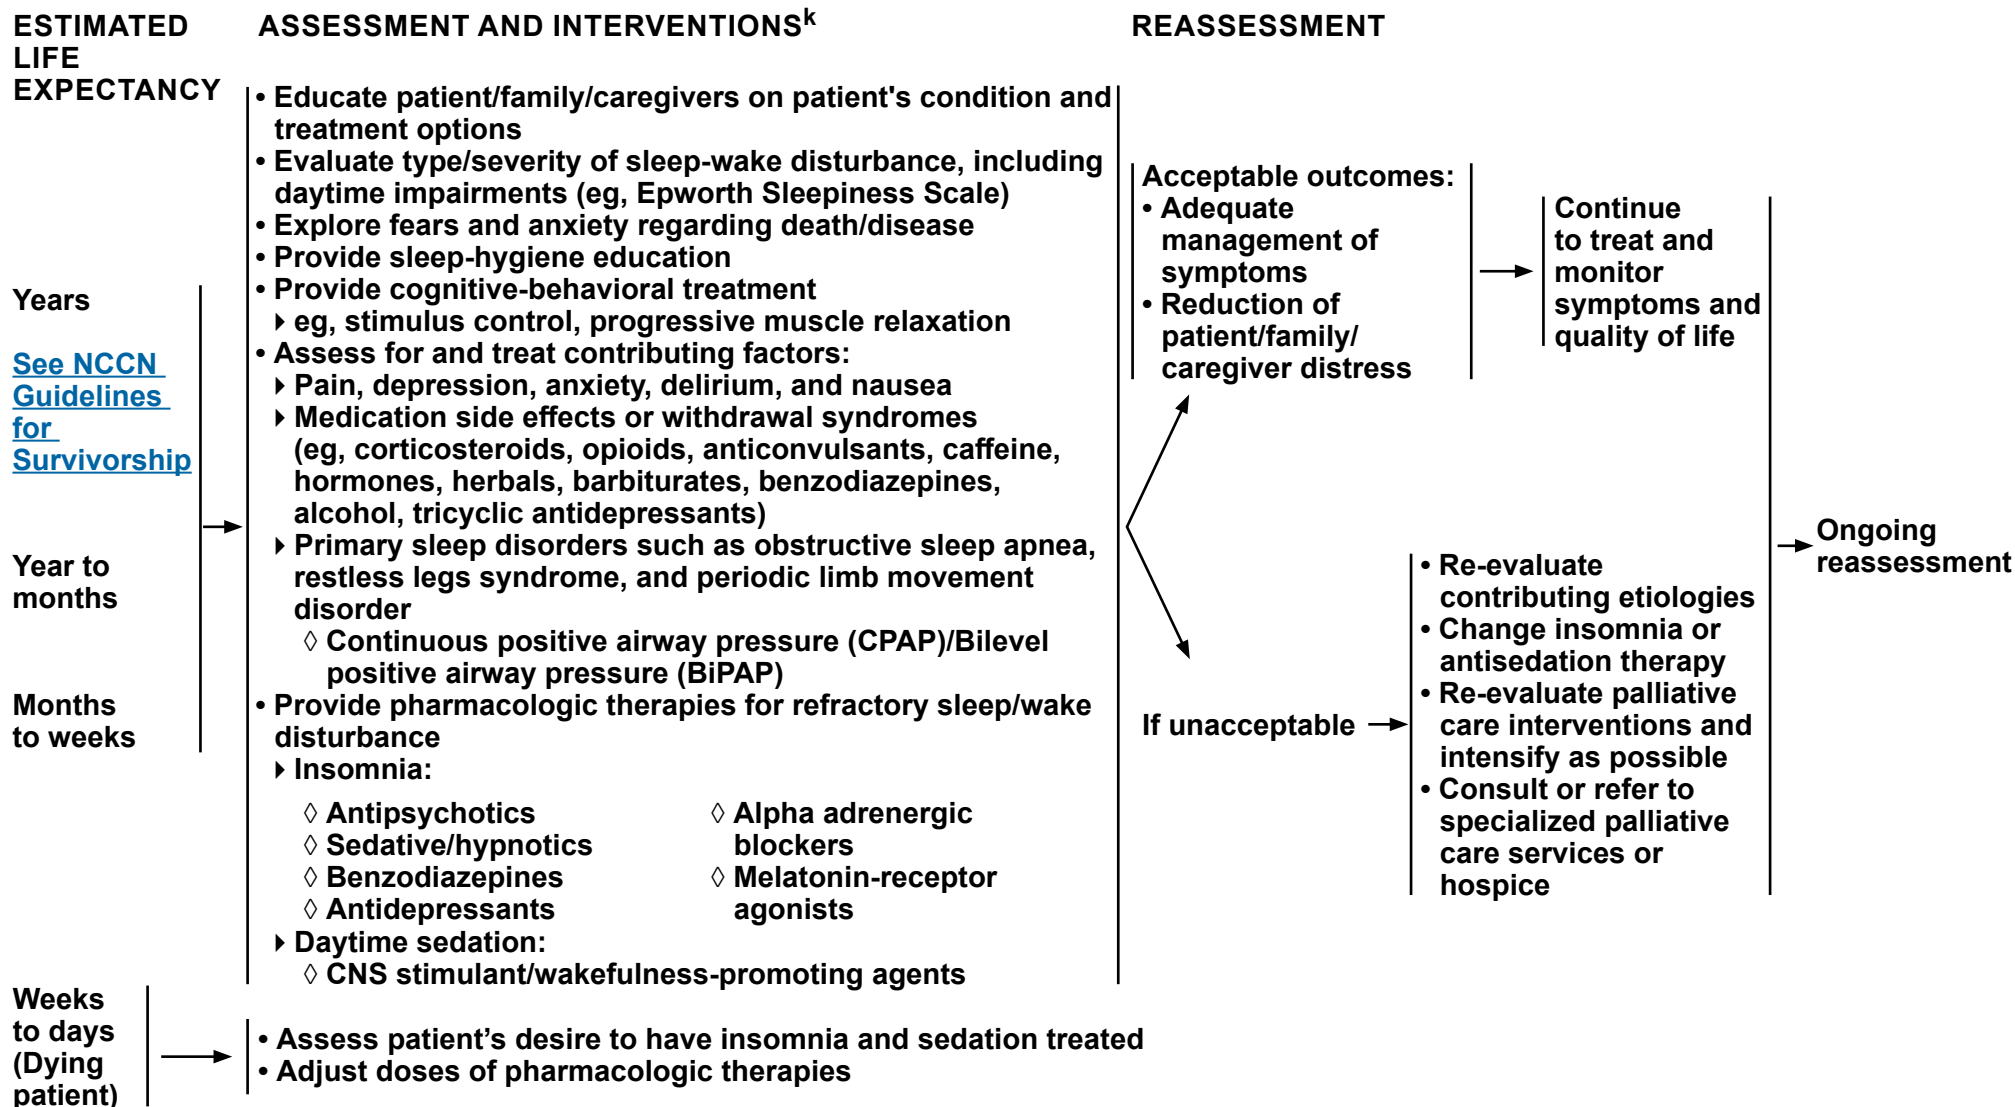 ESTIMATED
LIFE
EXPECTANCY
Years
See NCCN
Guidelines
for
Survivorship
Year to
months
Months
to weeks
Weeks
to days
(Dying
patient)
ASSESSMENT AND INTERVENTIONSk
• Educate patient/family/caregivers on patient's condition and
treatment options
• Evaluate type/severity of sleep-wake disturbance, including
daytime impairments (eg, Epworth Sleepiness Scale)
• Explore fears and anxiety regarding death/disease
• Provide sleep-hygiene education
• Provide cognitive-behavioral treatment
▸ eg, stimulus control, progressive muscle relaxation
• Assess for and treat contributing factors:
▸ Pain, depression, anxiety, delirium, and nausea
▸ Medication side effects or withdrawal syndromes
(eg, corticosteroids, opioids, anticonvulsants, caffeine,
hormones, herbals, barbiturates, benzodiazepines,
alcohol, tricyclic antidepressants)
▸ Primary sleep disorders such as obstructive sleep apnea,
restless legs syndrome, and periodic limb movement
disorder
◊ Continuous positive airway pressure (CPAP)/Bilevel
positive airway pressure (BiPAP)
• Provide pharmacologic therapies for refractory sleep/wake
disturbance
▸ Insomnia:
◊ Antipsychotics
◊ Sedative/hypnotics
◊ Benzodiazepines
◊ Antidepressants
◊ Alpha adrenergic
blockers
◊ Melatonin-receptor
agonists
▸ Daytime sedation:
◊ CNS stimulant/wakefulness-promoting agents
• Assess patient’s desire to have insomnia and sedation treated
• Adjust doses of pharmacologic therapies
REASSESSMENT
Acceptable outcomes:
• Adequate
management of
symptoms
• Reduction of
patient/family/
caregiver distress
Continue
to treat and
monitor
symptoms and
quality of life
If unacceptable
• Re-evaluate
contributing etiologies
• Change insomnia or
antisedation therapy
• Re-evaluate palliative
care interventions and
intensify as possible
• Consult or refer to
specialized palliative
care services or
hospice
Ongoing
reassessment